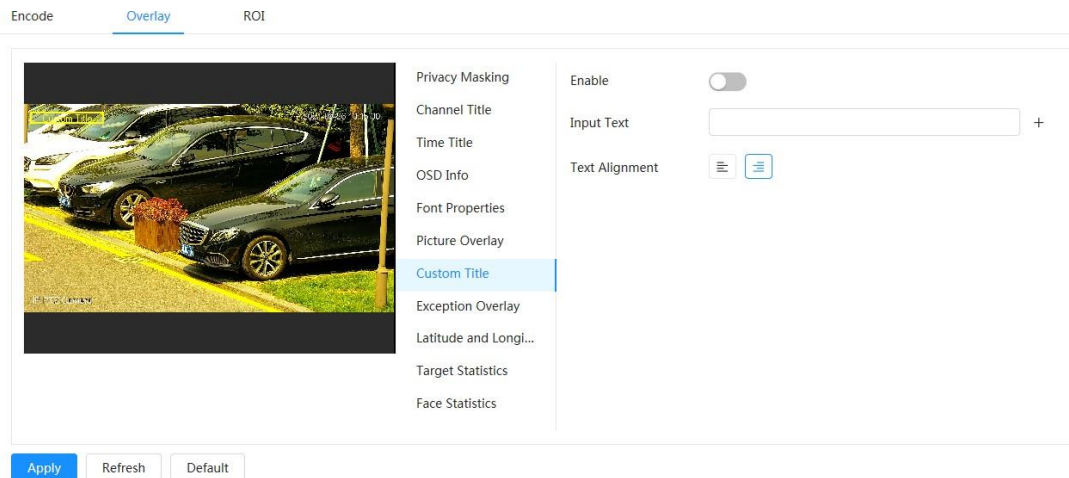 Encode Overlay ROI
Privacy Masking
Channel Title
Time Title
OSD Info
Font Properties
Picture Overlay
Custom Title
Exception Overlay
Latitude and Longi...
Target Statistics
Face Statistics
Enable
Input Text +
Text Alignment
Custom Title
Apply Refresh Default